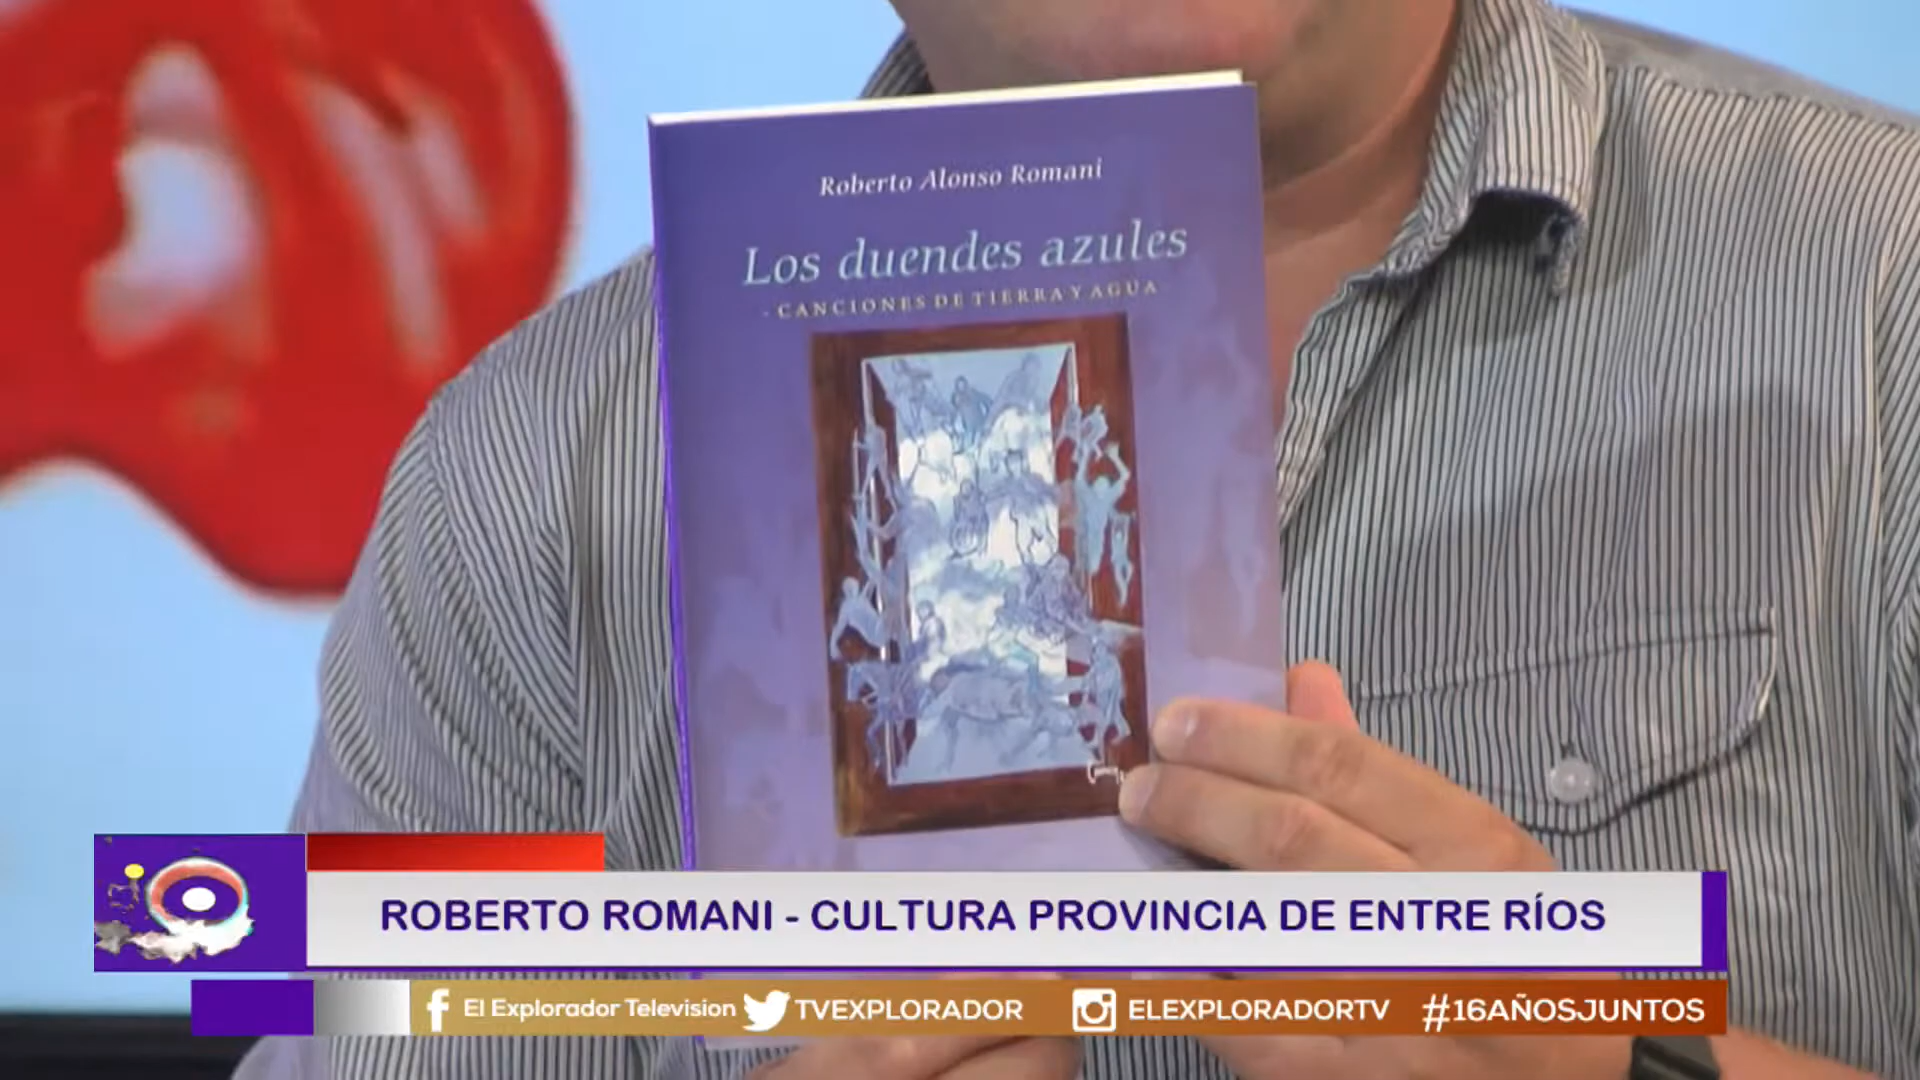 Roberto Alonso Romani
Los duendes azules
- CANCIONES DE TIERRA Y AGUA
ROBERTO ROMANI - CULTURA PROVINCIA DE ENTRE RÍOS
El Explorador Television TVEXPLORADOR ELEXPLORADORTV #16AÑOSJUNTOS